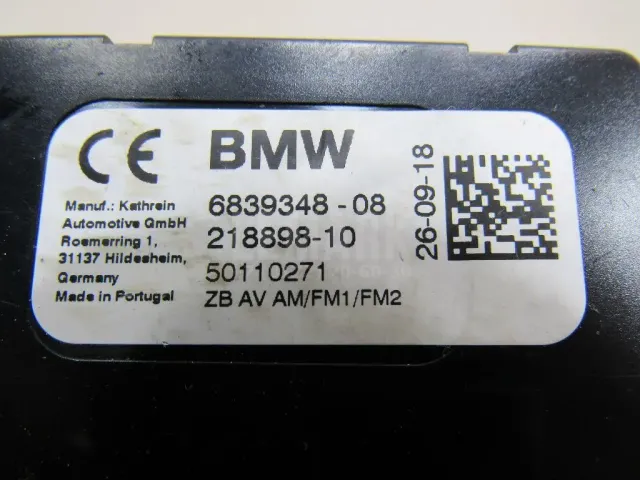 CE BMW
Manuf.: Kathrein
Automotive GmbH
Roemerring 1,
31137 Hildesheim,
Germany
Made in Portugal
6839348 - 08
218898-10
50110271
ZB AV AM/FM1/FM2
26-09-18